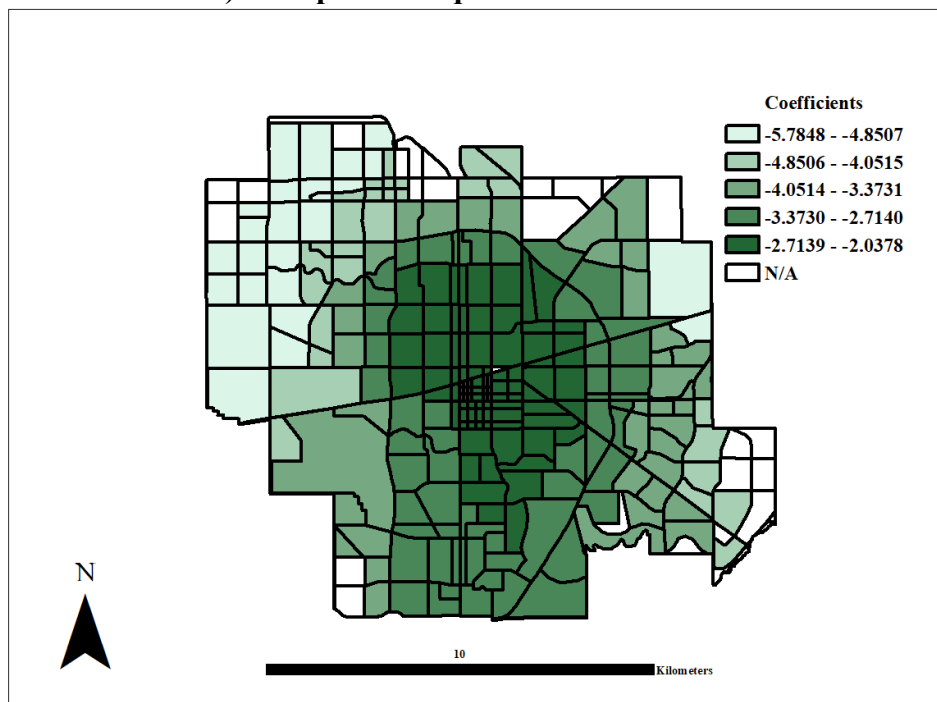 Coefficients
-5.7848 - -4.8507
-4.8506 - -4.0515
-4.0514 - -3.3731
-3.3730 - -2.7140
-2.7139 - -2.0378
N/A
N
10
Kilometers